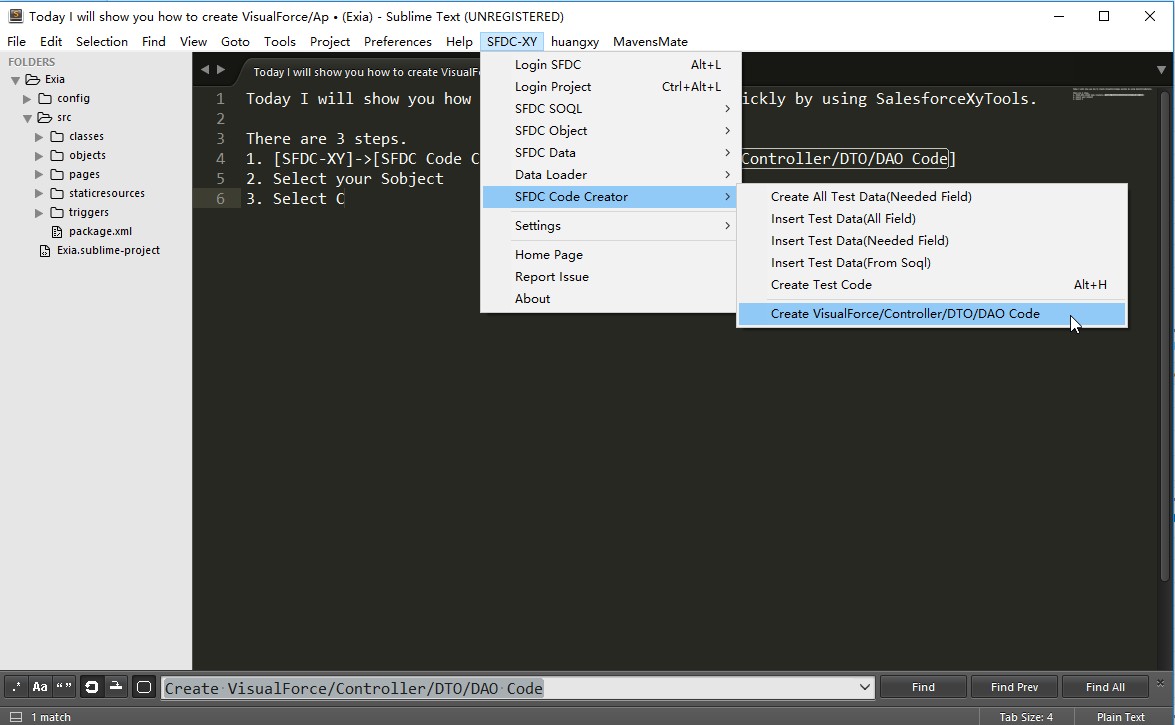 Today I will show you how to create VisualForce/Ap • (Exia) - Sublime Text (UNREGISTERED)
File Edit Selection Find View Goto Tools Project Preferences Help SFDC-XY huangxy MavensMate
FOLDERS
Exia
config
src
classes
objects
pages
staticresources
triggers
package.xml
Exia.sublime-project
Today I will show you how to create VisualF
1 Today I will show you how ickly by using SalesforceXyTools.
2
3 There are 3 steps.
4 1. [SFDC-XY]->[SFDC Code C Controller/DTO/DAO Code]
5 2. Select your Sobject
6 3. Select C
Login SFDC Alt+L
Login Project Ctrl+Alt+L
SFDC SOQL
SFDC Object
SFDC Data
Data Loader
SFDC Code Creator
Settings
Home Page
Report Issue
About
Create All Test Data(Needed Field)
Insert Test Data(All Field)
Insert Test Data(Needed Field)
Insert Test Data(From Soql)
Create Test Code Alt+H
Create VisualForce/Controller/DTO/DAO Code
.* Aa “” Create VisualForce/Controller/DTO/DAO Code Find Find Prev Find All
1 match Tab Size: 4 Plain Text